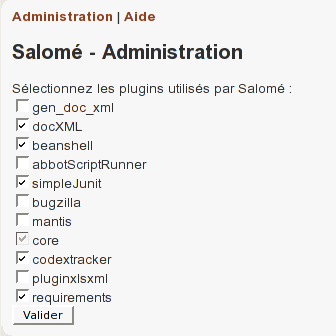 Administration | Aide
Salomé - Administration
Sélectionnez les plugins utilisés par Salomé :
gen_doc_xml
docXML
beanshell
abbotScriptRunner
simpleJunit
bugzilla
mantis
core
codextracker
pluginxlsxml
requirements
Valider